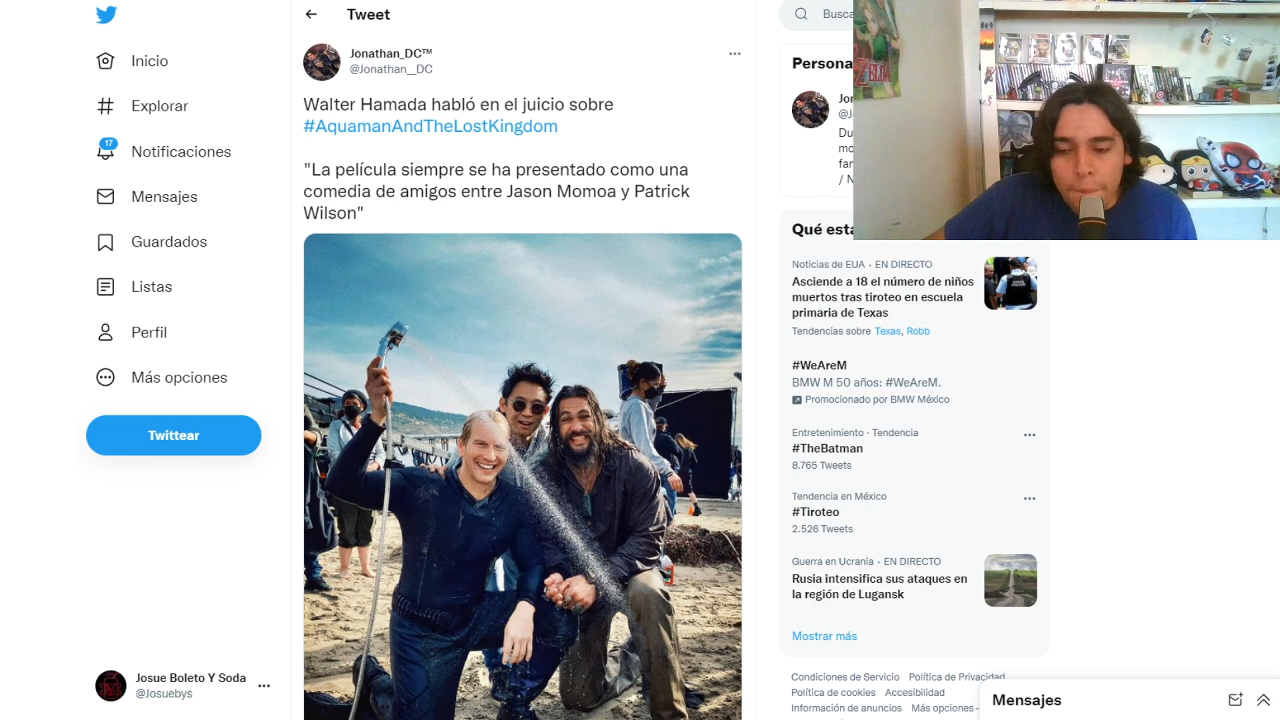 Tweet
Inicio
Explorar
17
Notificaciones
Mensajes
Guardados
Listas
Perfil
Más opciones
Twittear
Josue Boleto Y Soda
@Josuebys
Jonathan_DC™
@Jonathan__DC
Walter Hamada habló en el juicio sobre
#AquamanAndTheLostKingdom
"La película siempre se ha presentado como una
comedia de amigos entre Jason Momoa y Patrick
Wilson"
Busca
Persona
Jon
@J
Du
mo
far
/ N
Qué está
Noticias de EUA · EN DIRECTO
Asciende a 18 el número de niños
muertos tras tiroteo en escuela
primaria de Texas
Tendencias sobre Texas, Robb
#WeAreM
BMW M 50 años: #WeAreM.
Promocionado por BMW México
Entretenimiento · Tendencia
#TheBatman
8.765 Tweets
Tendencia en México
#Tiroteo
2.526 Tweets
Guerra en Ucrania · EN DIRECTO
Rusia intensifica sus ataques en
la región de Lugansk
Mostrar más
Condiciones de Servicio Política de Privacidad
Política de cookies Accesibilidad
Información de anuncios Más opciones
Mensajes